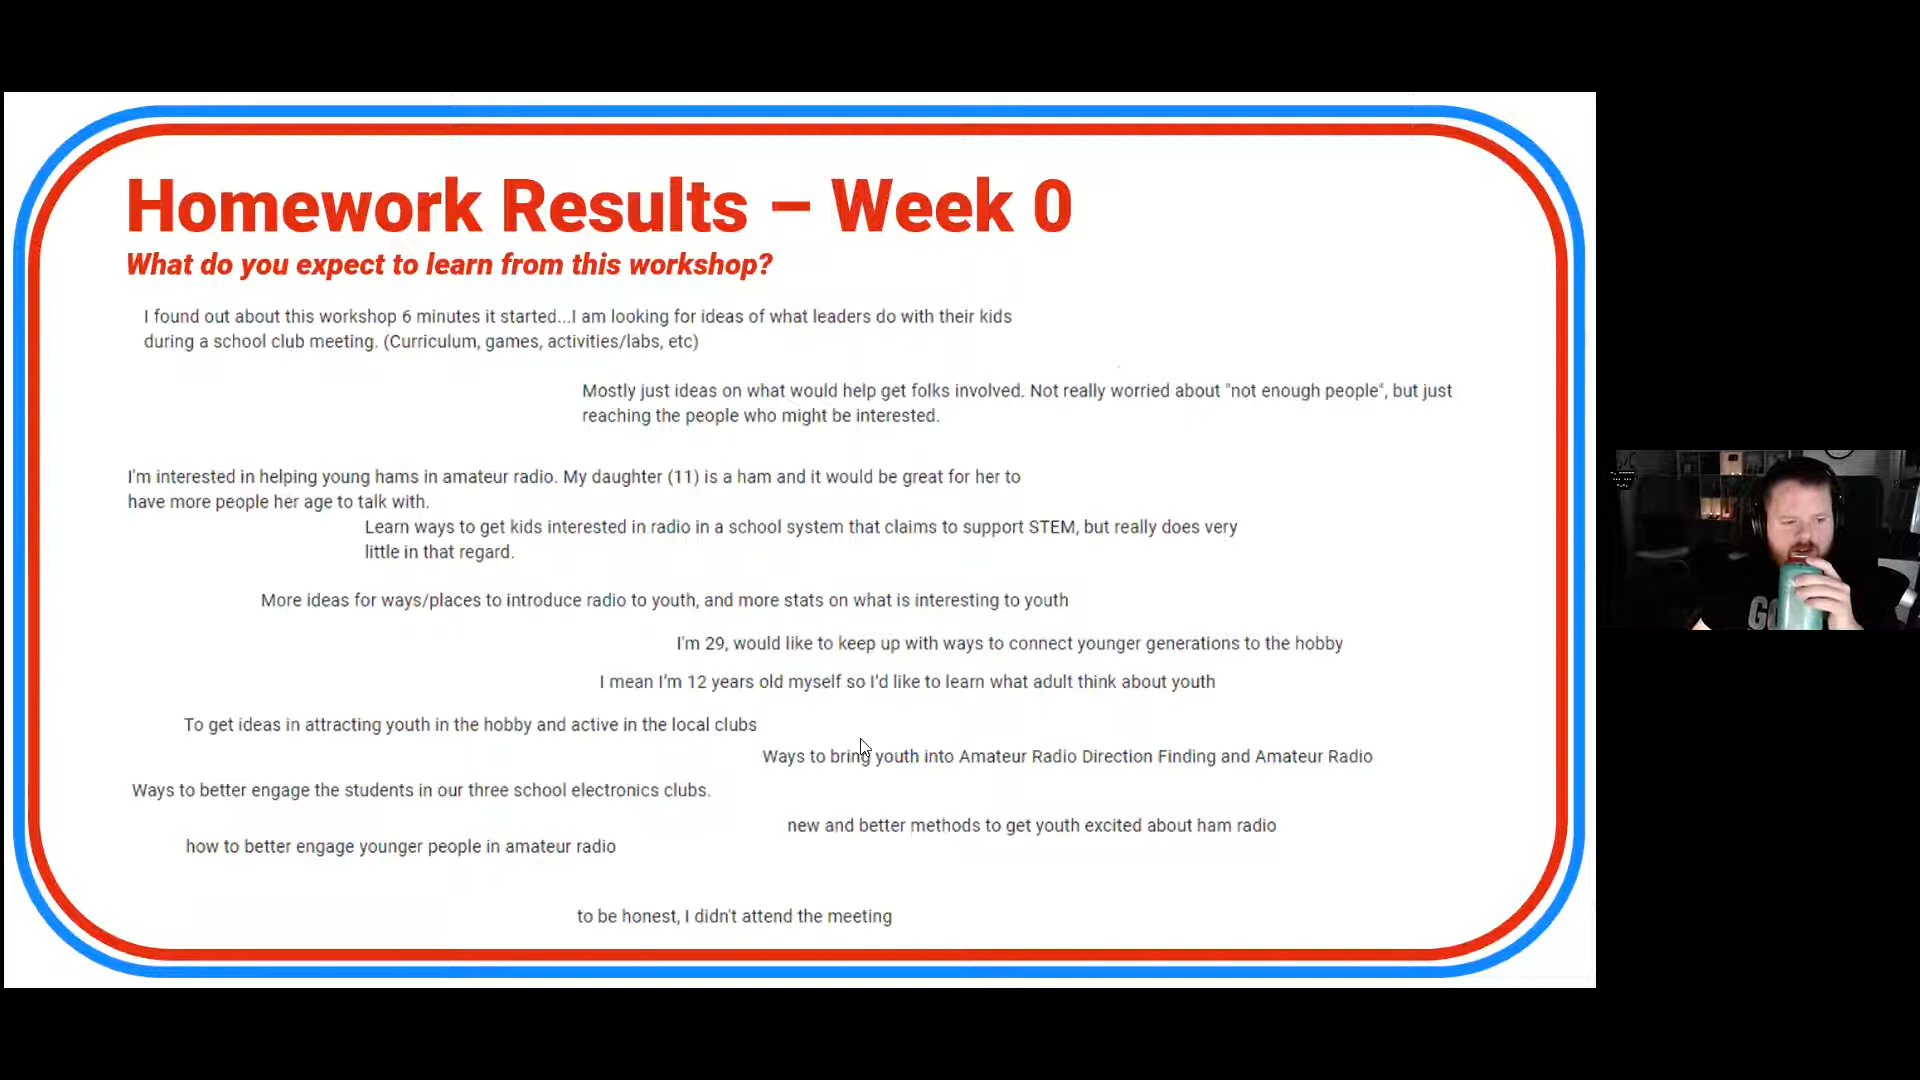 Homework Results – Week 0
What do you expect to learn from this workshop?
I found out about this workshop 6 minutes it started...I am looking for ideas of what leaders do with their kids
during a school club meeting. (Curriculum, games, activities/labs, etc)
Mostly just ideas on what would help get folks involved. Not really worried about "not enough people", but just
reaching the people who might be interested.
I'm interested in helping young hams in amateur radio. My daughter (11) is a ham and it would be great for her to
have more people her age to talk with.
Learn ways to get kids interested in radio in a school system that claims to support STEM, but really does very
little in that regard.
More ideas for ways/places to introduce radio to youth, and more stats on what is interesting to youth
I'm 29, would like to keep up with ways to connect younger generations to the hobby
I mean I'm 12 years old myself so I'd like to learn what adult think about youth
To get ideas in attracting youth in the hobby and active in the local clubs
Ways to bring youth into Amateur Radio Direction Finding and Amateur Radio
Ways to better engage the students in our three school electronics clubs.
new and better methods to get youth excited about ham radio
how to better engage younger people in amateur radio
to be honest, I didn't attend the meeting